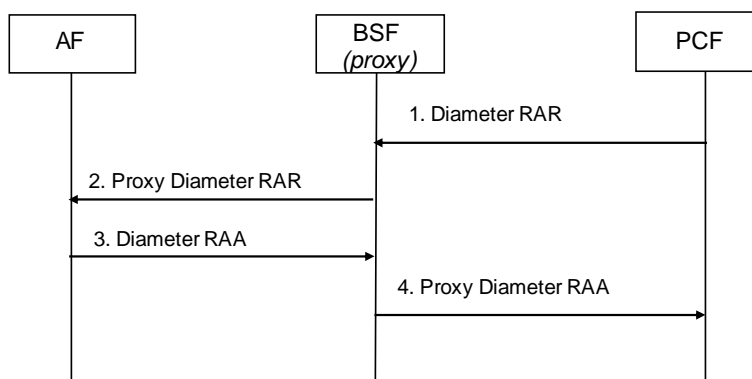 AF
BSF
(proxy)
PCF
1. Diameter RAR
2. Proxy Diameter RAR
3. Diameter RAA
4. Proxy Diameter RAA